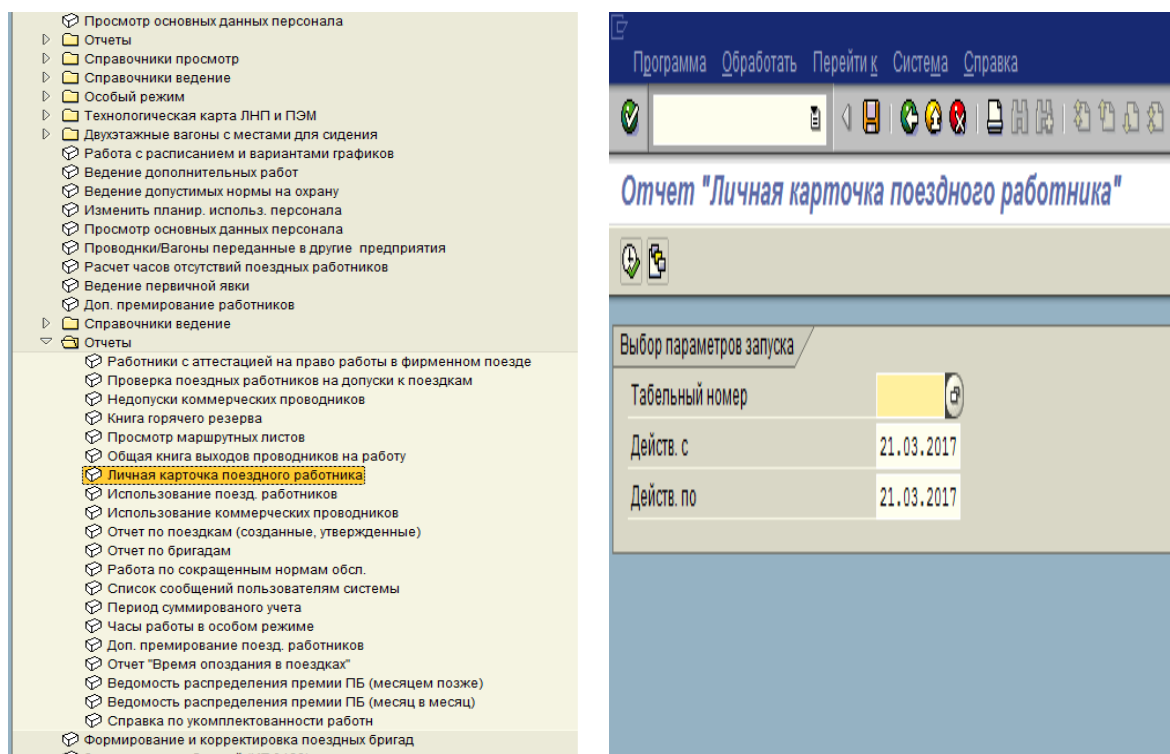 Просмотр основных данных персонала
Отчеты
Справочники просмотр
Справочники ведение
Особый режим
Технологическая карта ЛНП и ПЭМ
Двухэтажные вагоны с местами для сидения
Работа с расписанием и вариантами графиков
Ведение дополнительных работ
Ведение допустимых нормы на охрану
Изменить планир. использ. персонала
Просмотр основных данных персонала
Проводнки/Вагоны переданные в другие предприятия
Расчет часов отсутствий поездных работников
Ведение первичной явки
Доп. премирование работников
Справочники ведение
Отчеты
Работники с аттестацией на право работы в фирменном поезде
Проверка поездных работников на допуски к поездкам
Недопуски коммерческих проводников
Книга горячего резерва
Просмотр маршрутных листов
Общая книга выходов проводников на работу
Личная карточка поездного работника
Использование поезд. работников
Использование коммерческих проводников
Отчет по поездкам (созданные, утвержденные)
Отчет по бригадам
Работа по сокращенным нормам обсл.
Список сообщений пользователям системы
Период суммированого учета
Часы работы в особом режиме
Доп. премирование поезд. работников
Отчет "Время опоздания в поездках"
Ведомость распределения премии ПБ (месяцем позже)
Ведомость распределения премии ПБ (месяц в месяц)
Справка по укомплектованности работн
Формирование и корректировка поездных бригад
Программа Обработать Перейти к Система Справка
Отчет "Личная карточка поездного работника"
Выбор параметров запуска
Табельный номер
Действ. с 21.03.2017
Действ. по 21.03.2017